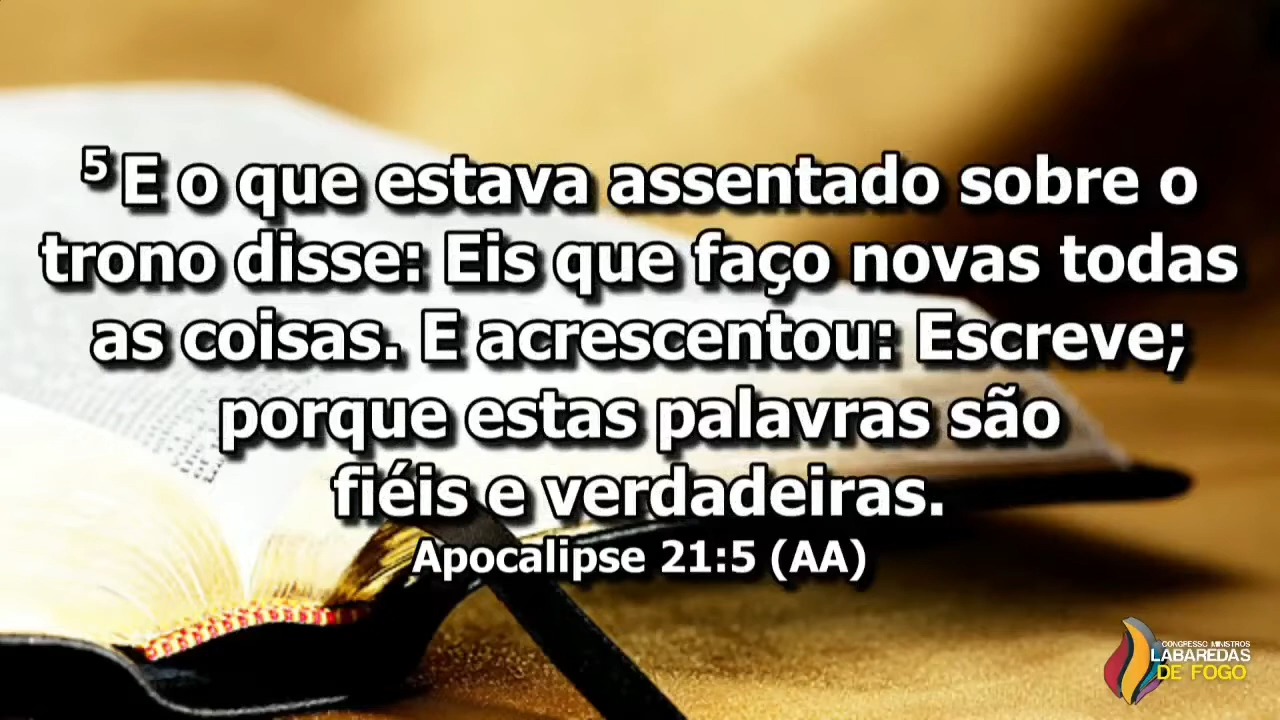 5 E o que estava assentado sobre o
trono disse: Eis que faço novas todas
as coisas. E acrescentou: Escreve;
porque estas palavras são
fiéis e verdadeiras.
Apocalipse 21:5 (AA)
CONGRESSO MINISTROS
LABAREDAS
DE FOGO